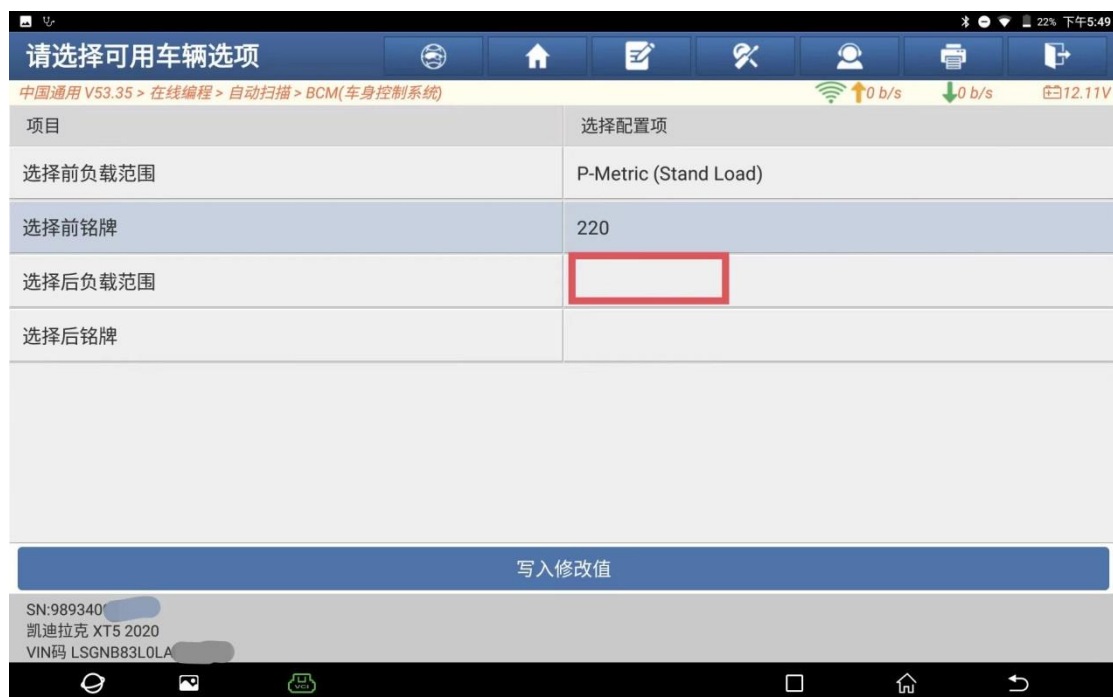 22% 下午5:49
请选择可用车辆选项
中国通用 V53.35 > 在线编程 > 自动扫描 > BCM(车身控制系统) 0 b/s 0 b/s 12.11V
项目 选择配置项
选择前负载范围 P-Metric (Stand Load)
选择前铭牌 220
选择后负载范围
选择后铭牌
写入修改值
SN:989340
凯迪拉克 XT5 2020
VIN码 LSGNB83L0LA
VCI